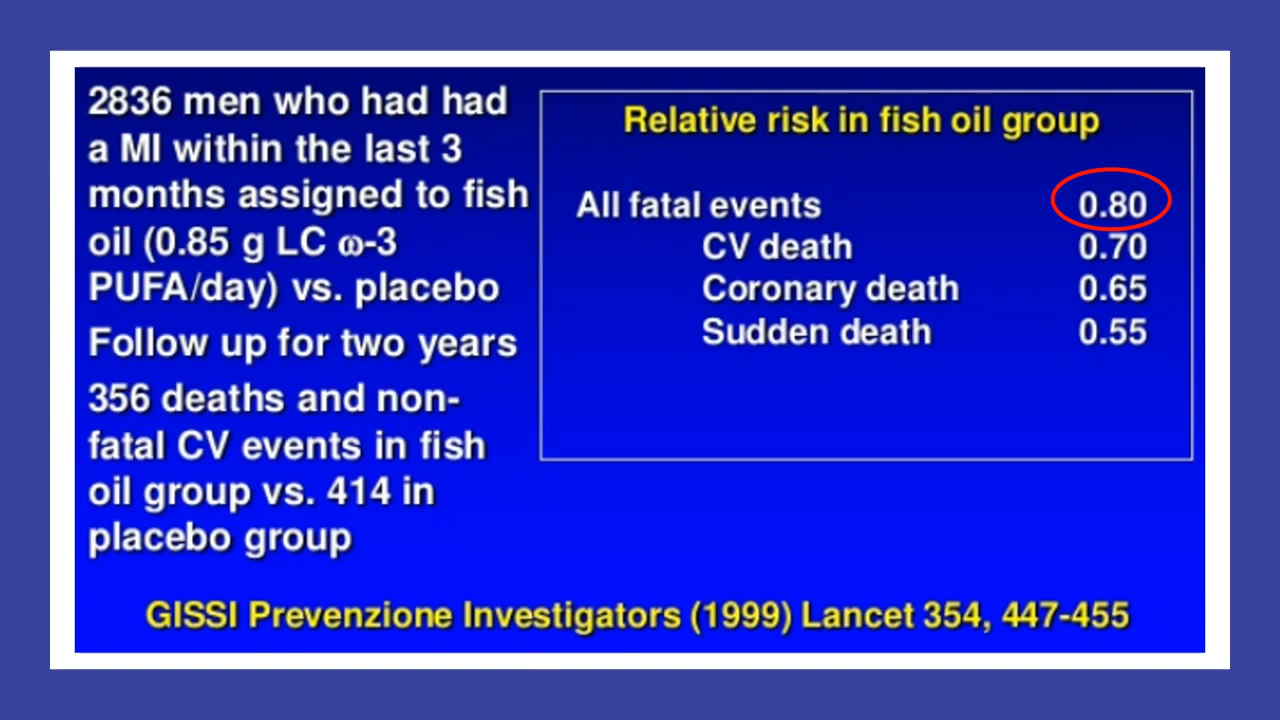 2836 men who had had
a MI within the last 3
months assigned to fish
oil (0.85 g LC ω-3
PUFA/day) vs. placebo
Follow up for two years
356 deaths and non-
fatal CV events in fish
oil group vs. 414 in
placebo group
Relative risk in fish oil group
All fatal events 0.80
CV death 0.70
Coronary death 0.65
Sudden death 0.55
GISSI Prevenzione Investigators (1999) Lancet 354, 447-455